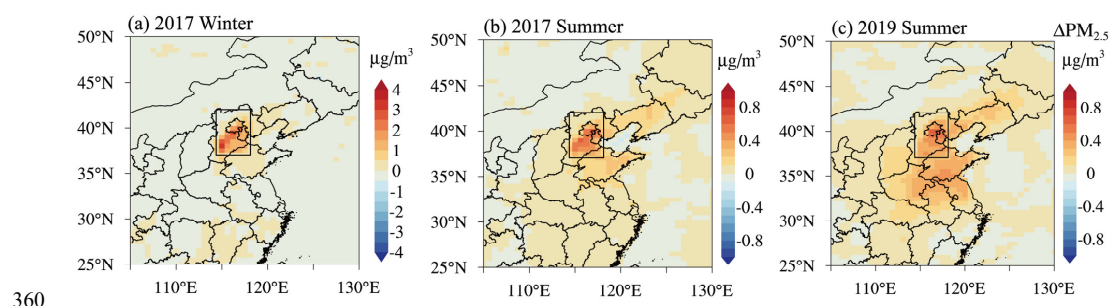 (a) 2017 Winter
50°N
45°N
40°N
35°N
30°N
25°N
110°E 120°E 130°E
µg/m³
4
3
2
1
0
-1
-2
-3
-4
(b) 2017 Summer
50°N
45°N
40°N
35°N
30°N
25°N
110°E 120°E 130°E
µg/m³
0.8
0.4
0
-0.4
-0.8
(c) 2019 Summer
ΔPM₂.₅
50°N
45°N
40°N
35°N
30°N
25°N
110°E 120°E 130°E
µg/m³
0.8
0.4
0
-0.4
-0.8
360